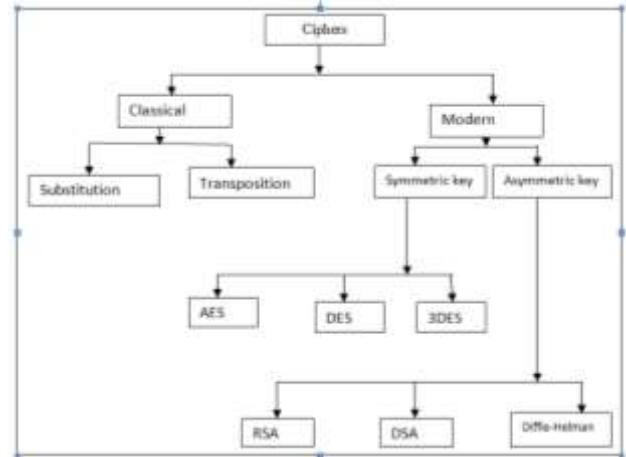 Ciphers
Classical
Modern
Substitution
Transposition
Symmetric key
Asymmetric key
AES
DES
3DES
RSA
DSA
Diffie-Helman